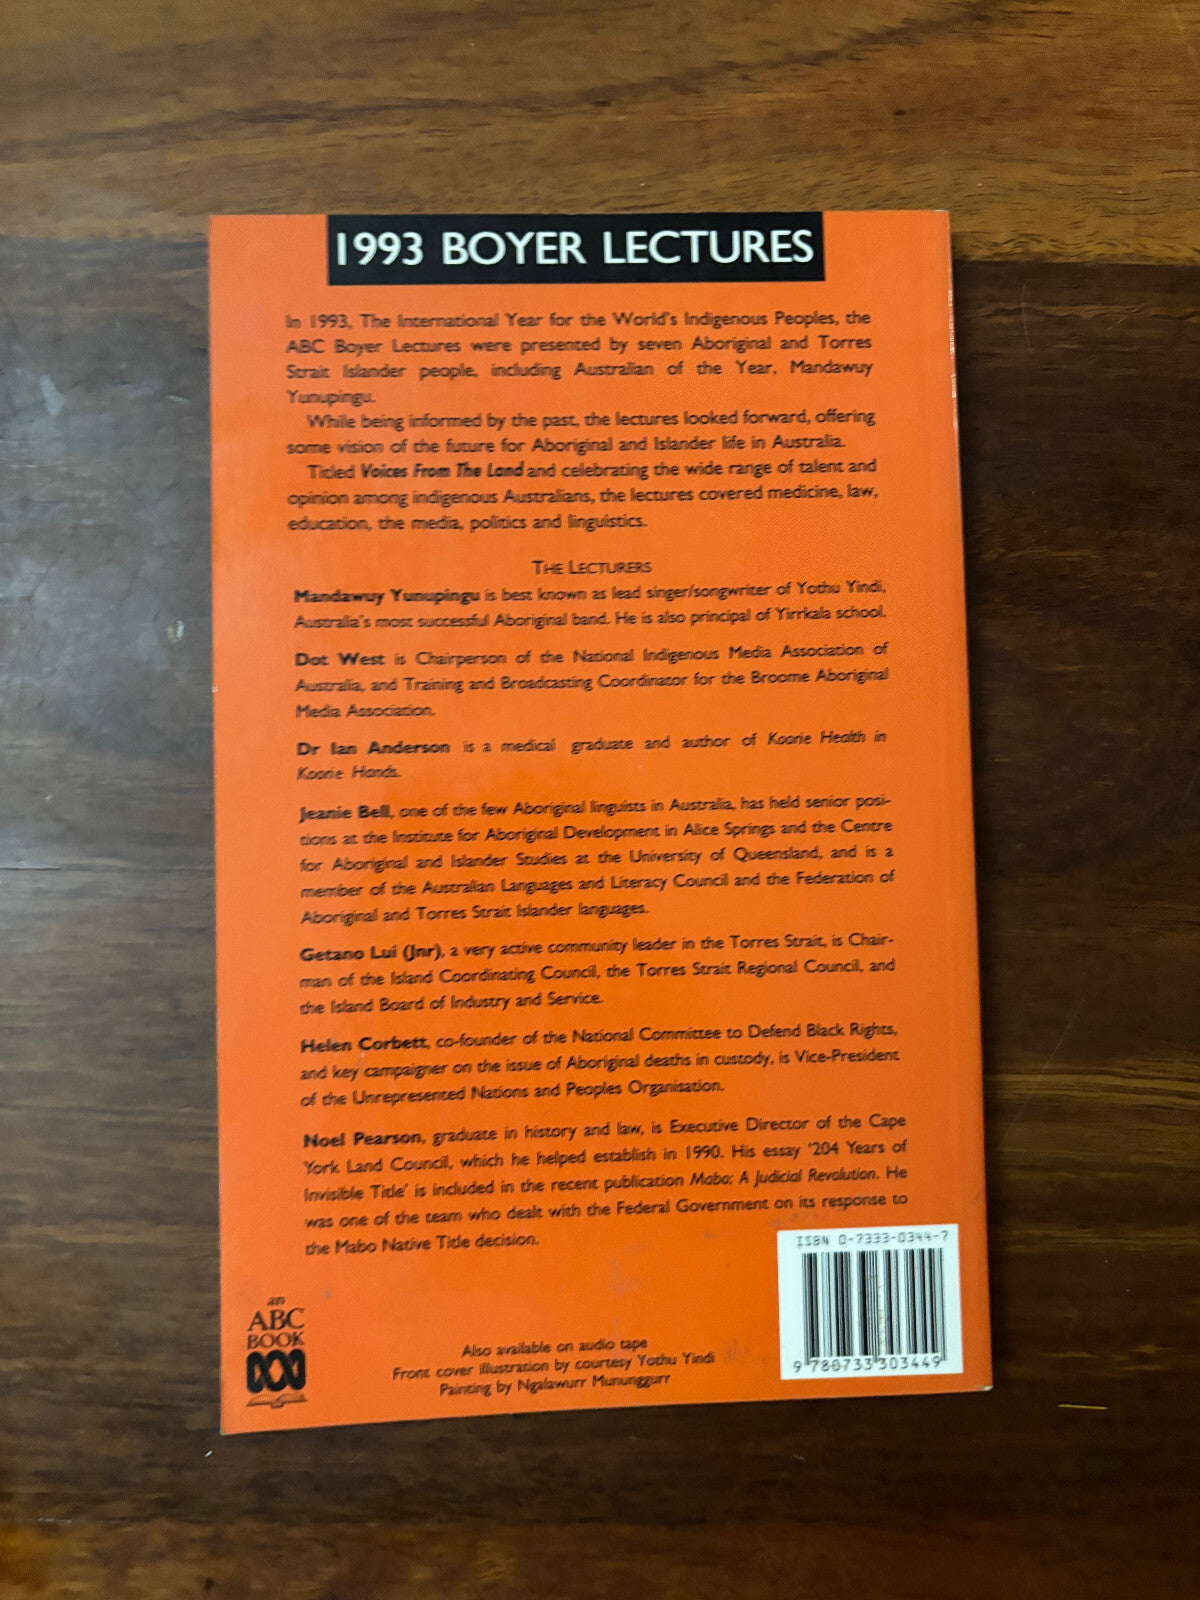 1993 BOYER LECTURES
In 1993, The International Year for the World's Indigenous Peoples, the
ABC Boyer Lectures were presented by seven Aboriginal and Torres
Strait Islander people, including Australian of the Year, Mandawuy
Yunupingu.
While being informed by the past, the lectures looked forward, offering
some vision of the future for Aboriginal and Islander life in Australia.
Titled Voices From The Land and celebrating the wide range of talent and
opinion among indigenous Australians, the lectures covered medicine, law,
education, the media, politics and linguistics.
THE LECTURERS
Mandawuy Yunupingu is best known as lead singer/songwriter of Yothu Yindi,
Australia's most successful Aboriginal band. He is also principal of Yirrkala school.
Dot West is Chairperson of the National Indigenous Media Association of
Australia, and Training and Broadcasting Coordinator for the Broome Aboriginal
Media Association.
Dr Ian Anderson is a medical graduate and author of Koorie Health in
Koorie Hands.
Jeanie Bell, one of the few Aboriginal linguists in Australia, has held senior posi-
tions at the Institute for Aboriginal Development in Alice Springs and the Centre
for Aboriginal and Islander Studies at the University of Queensland, and is a
member of the Australian Languages and Literacy Council and the Federation of
Aboriginal and Torres Strait Islander languages.
Getano Lui (Jnr), a very active community leader in the Torres Strait, is Chair-
man of the Island Coordinating Council, the Torres Strait Regional Council, and
the Island Board of Industry and Service.
Helen Corbett, co-founder of the National Committee to Defend Black Rights,
and key campaigner on the issue of Aboriginal deaths in custody, is Vice-President
of the Unrepresented Nations and Peoples Organisation.
Noel Pearson, graduate in history and law, is Executive Director of the Cape
York Land Council, which he helped establish in 1990. His essay '204 Years of
Invisible Title' is included in the recent publication Mabo: A Judicial Revolution. He
was one of the team who dealt with the Federal Government on its response to
the Mabo Native Title decision.
ISBN 0-7333-0344-7
9 780733 303449
an
ABC
BOOK
Also available on audio tape
Front cover illustration by courtesy Yothu Yindi
Painting by Ngalawurr Mununggurr